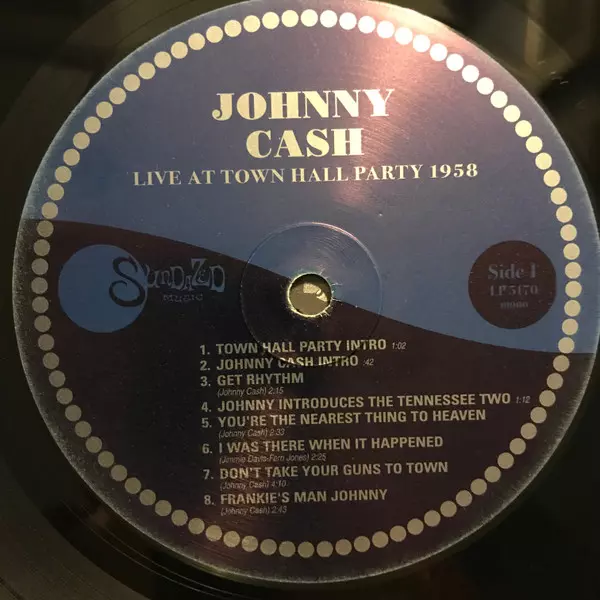 JOHNNY
CASH
LIVE AT TOWN HALL PARTY 1958
SUNDAZED
MUSIC
Side 1
LP 5170
mono
1. TOWN HALL PARTY INTRO 1:02
2. JOHNNY CASH INTRO :42
3. GET RHYTHM
(Johnny Cash) 2:15
4. JOHNNY INTRODUCES THE TENNESSEE TWO 1:12
5. YOU'RE THE NEAREST THING TO HEAVEN
(Johnny Cash) 2:33
6. I WAS THERE WHEN IT HAPPENED
(Jimmie Davis-Fern Jones) 2:25
7. DON'T TAKE YOUR GUNS TO TOWN
(Johnny Cash) 4:10
8. FRANKIE'S MAN JOHNNY
(Johnny Cash) 2:43